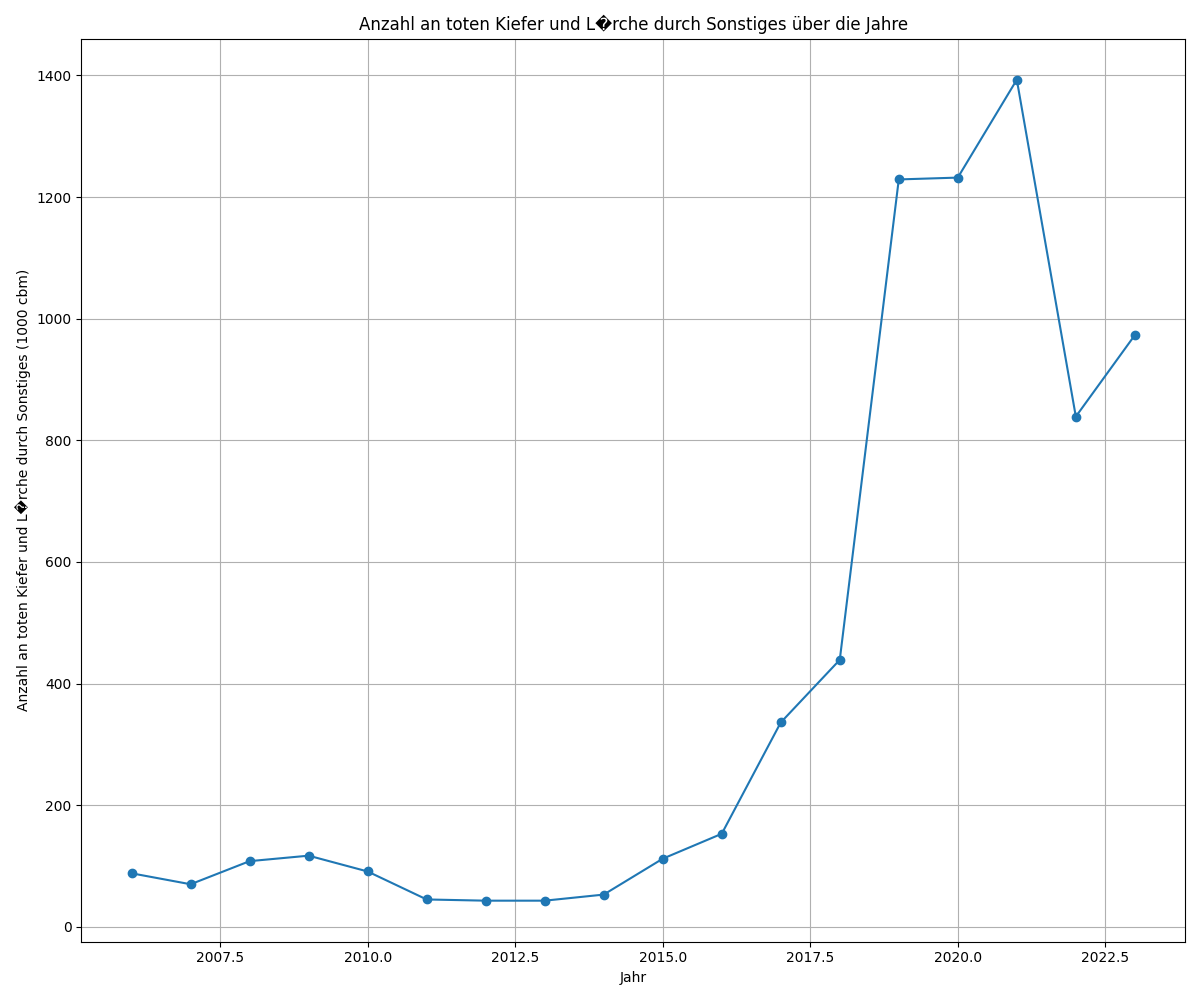 Anzahl an toten Kiefer und L�rche durch Sonstiges über die Jahre
Anzahl an toten Kiefer und L�rche durch Sonstiges (1000 cbm)
1400
1200
1000
800
600
400
200
0
2007.5 2010.0 2012.5 2015.0 2017.5 2020.0 2022.5
Jahr